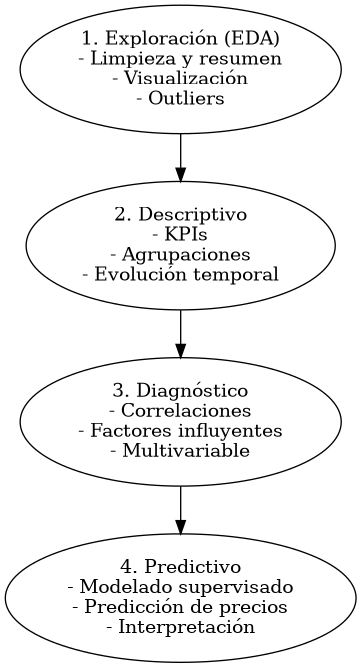 1. Exploración (EDA)
- Limpieza y resumen
- Visualización
- Outliers
2. Descriptivo
- KPIs
- Agrupaciones
- Evolución temporal
3. Diagnóstico
- Correlaciones
- Factores influyentes
- Multivariable
4. Predictivo
- Modelado supervisado
- Predicción de precios
- Interpretación